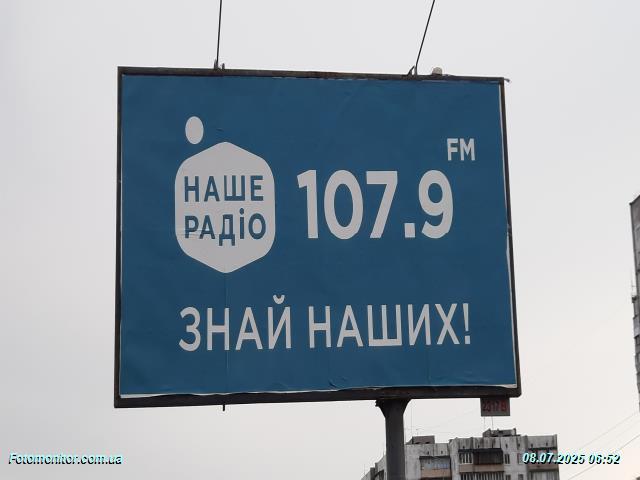 FM
НАШЕ
РАДіО
107.9
ЗНАЙ НАШИХ!
Fotomonitor.com.ua
08.07.2025 06:52